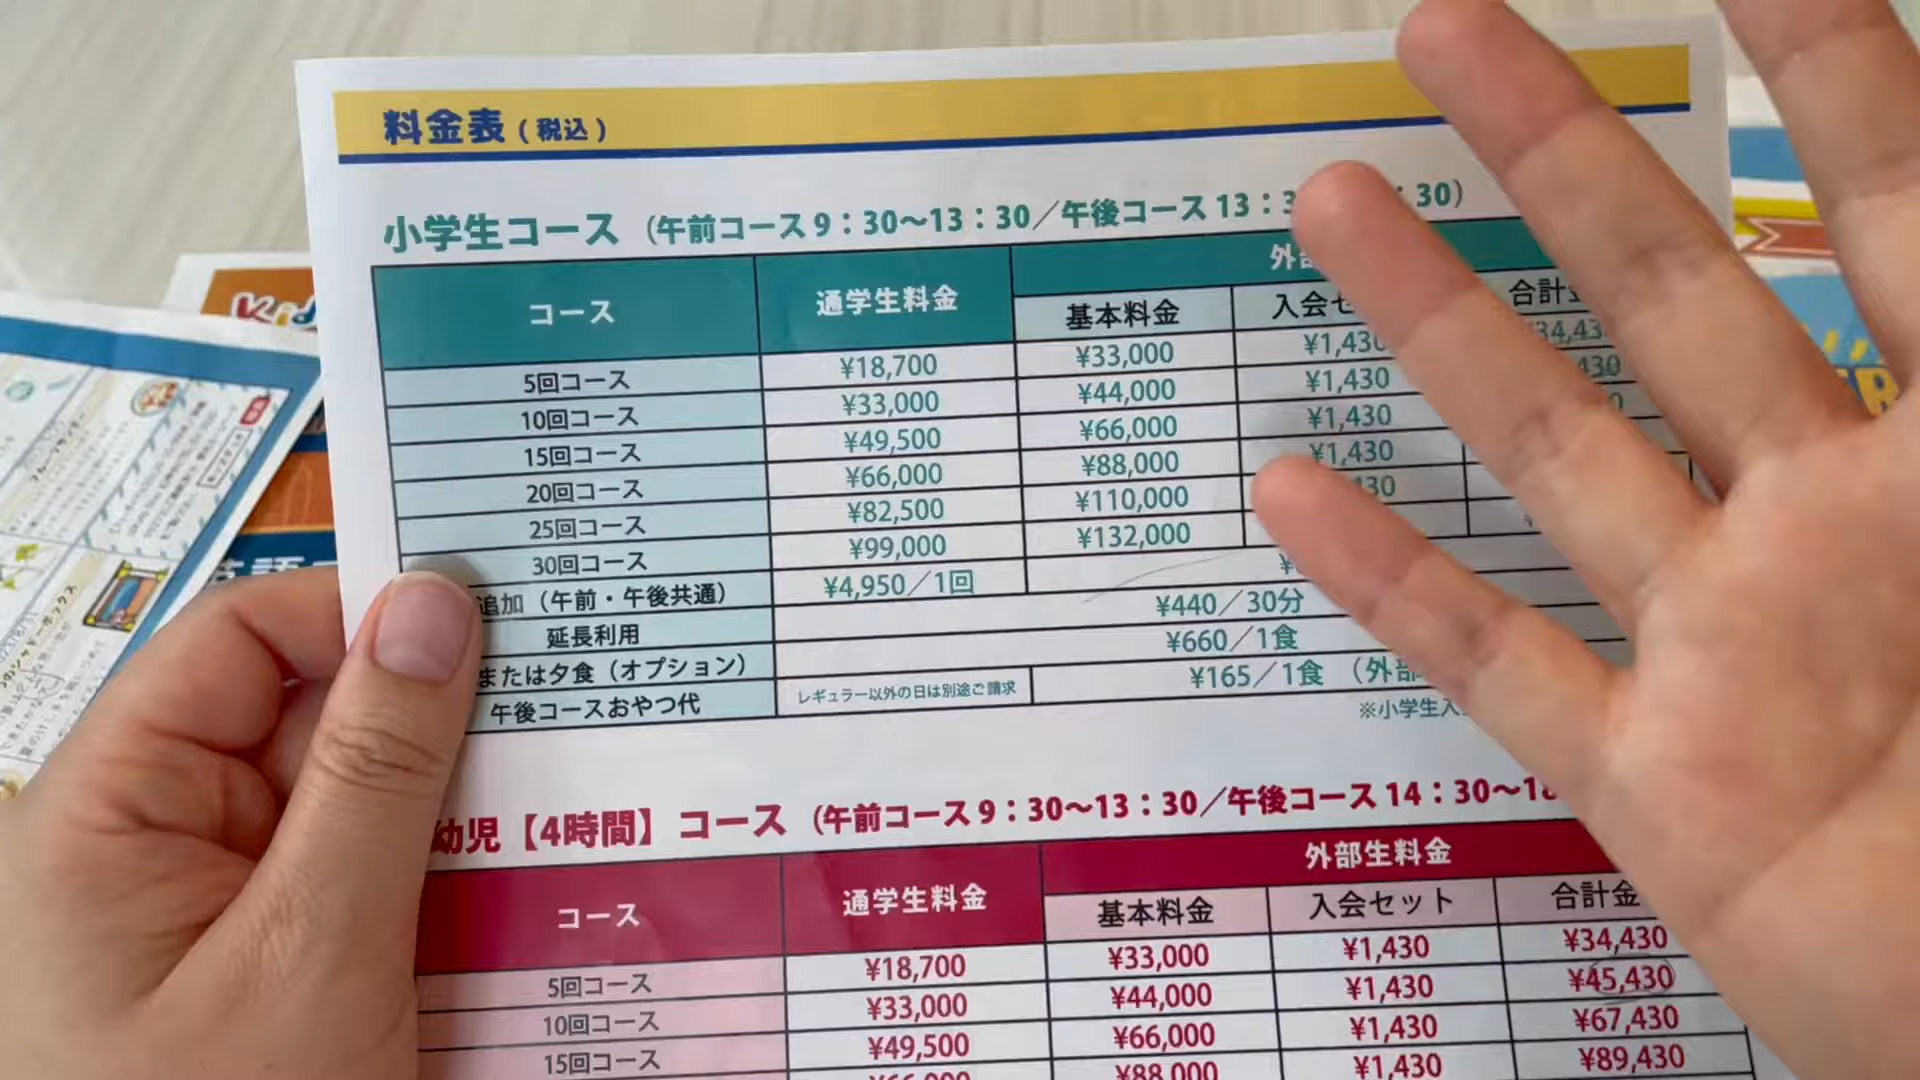 料金表（税込）
小学生コース （午前コース 9：30～13：30／午後コース 13：3 ：30）
コース 通学生料金 外部
基本料金 入会セ 合計金
5回コース ¥18,700 ¥33,000 ¥1,430 ¥34,43
10回コース ¥33,000 ¥44,000 ¥1,430 430
15回コース ¥49,500 ¥66,000 ¥1,430
20回コース ¥66,000 ¥88,000 ¥1,430
25回コース ¥82,500 ¥110,000 430
30回コース ¥99,000 ¥132,000
追加（午前・午後共通） ¥4,950／1回
延長利用 ¥440／30分
または夕食（オプション） ¥660／1食
午後コースおやつ代 レギュラー以外の日は別途ご請求 ¥165／1食 （外部
※小学生入
幼児【4時間】コース （午前コース 9：30～13：30／午後コース 14：30～18
コース 通学生料金 外部生料金
基本料金 入会セット 合計金
5回コース ¥18,700 ¥33,000 ¥1,430 ¥34,430
10回コース ¥33,000 ¥44,000 ¥1,430 ¥45,430
15回コース ¥49,500 ¥66,000 ¥1,430 ¥67,430
¥66,000 ¥88,000 ¥1,430 ¥89,430